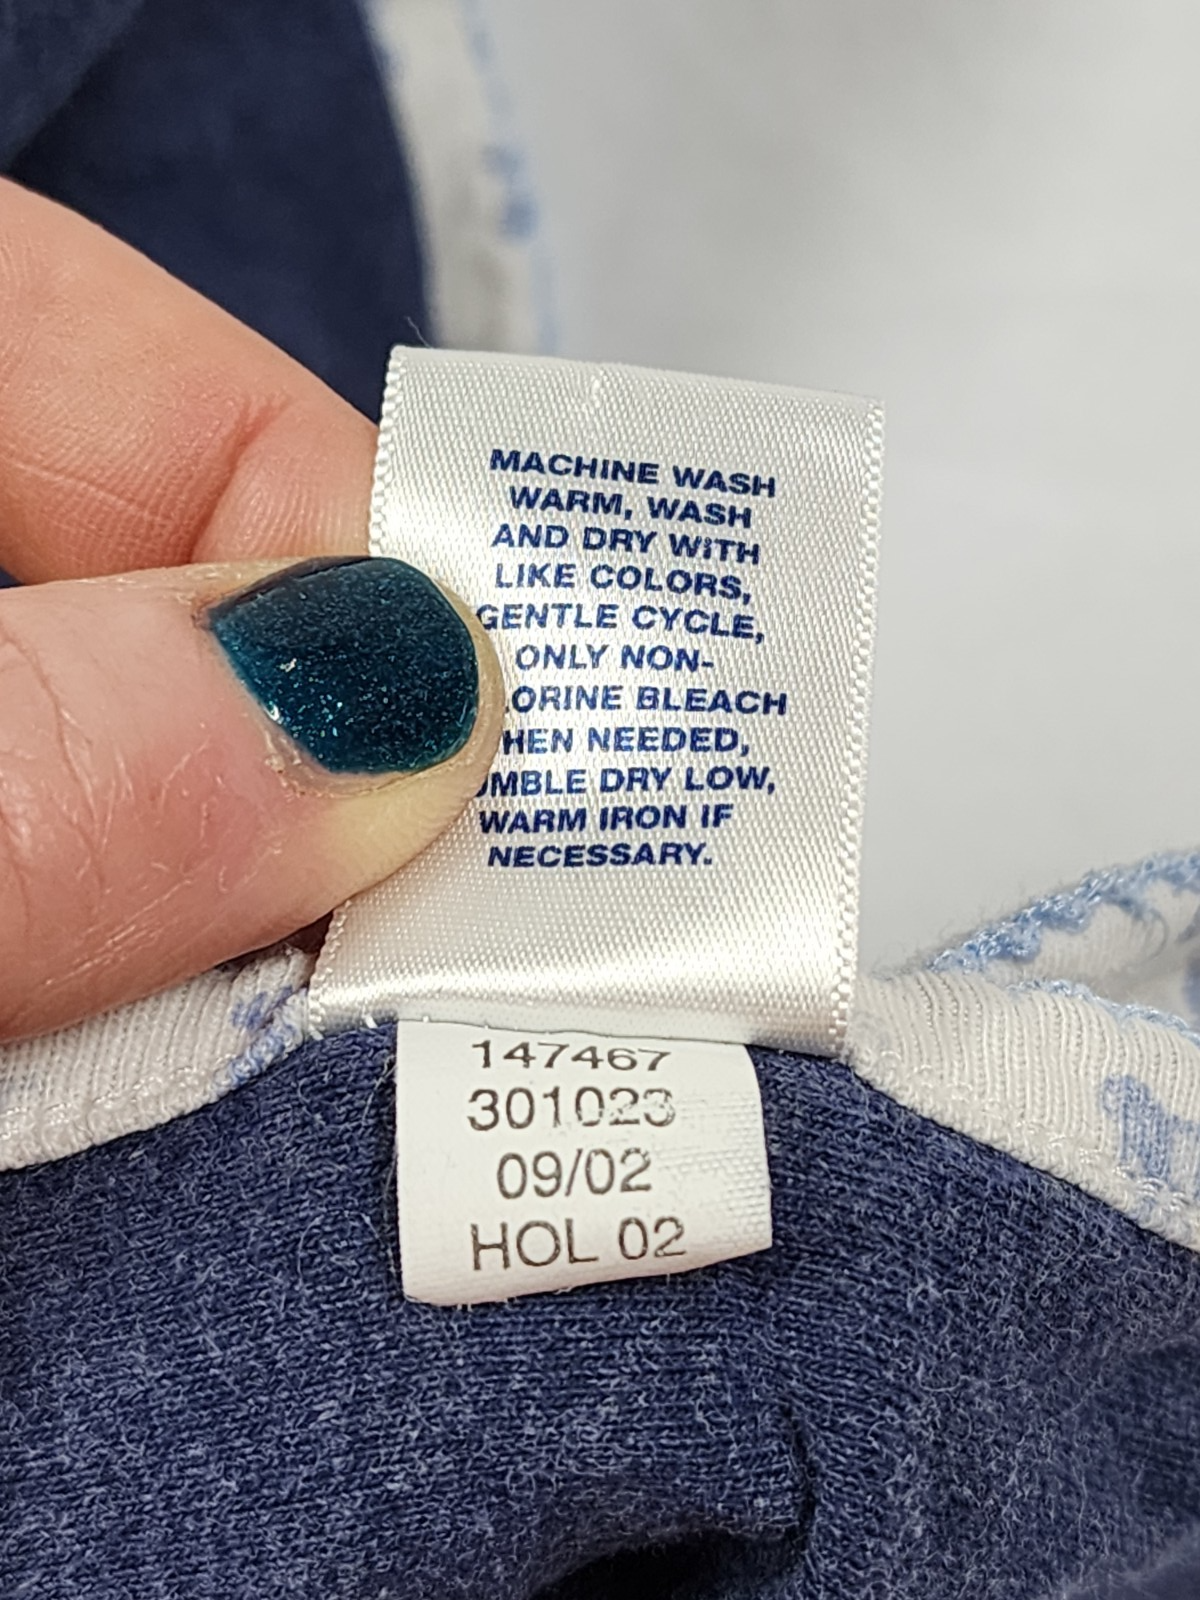 MACHINE WASH
WARM, WASH
AND DRY WITH
LIKE COLORS,
GENTLE CYCLE,
ONLY NON-
LORINE BLEACH
HEN NEEDED,
UMBLE DRY LOW,
WARM IRON IF
NECESSARY.
147467
301023
09/02
HOL 02